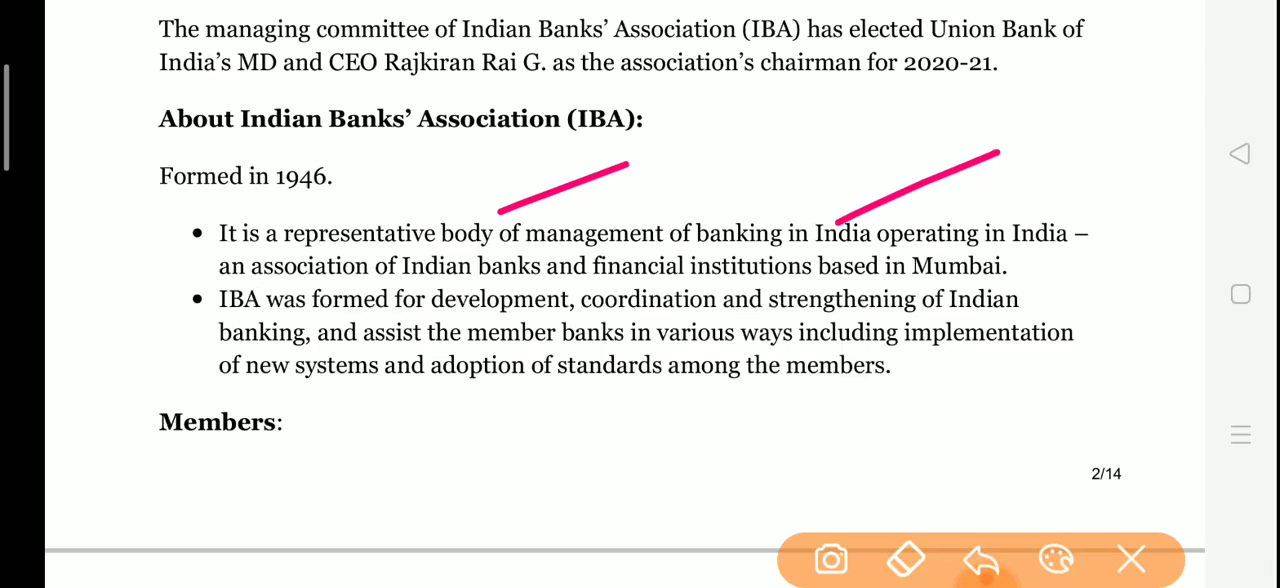 The managing committee of Indian Banks’ Association (IBA) has elected Union Bank of
India’s MD and CEO Rajkiran Rai G. as the association’s chairman for 2020-21.
About Indian Banks’ Association (IBA):
Formed in 1946.
• It is a representative body of management of banking in India operating in India –
an association of Indian banks and financial institutions based in Mumbai.
• IBA was formed for development, coordination and strengthening of Indian
banking, and assist the member banks in various ways including implementation
of new systems and adoption of standards among the members.
Members:
2/14